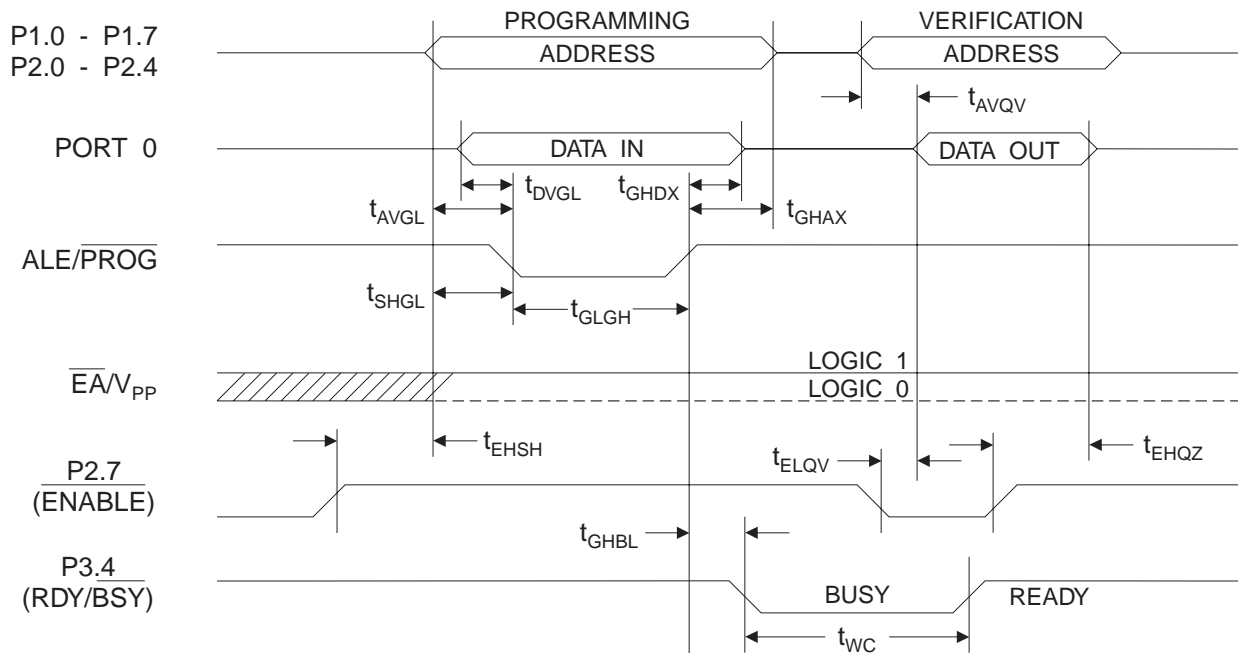 PROGRAMMING
VERIFICATION
P1.0 - P1.7
P2.0 - P2.4
ADDRESS
ADDRESS
tAVQV
PORT 0
DATA IN
DATA OUT
tDVGL
tGHDX
tAVGL
tGHAX
ALE/PROG
tSHGL
tGLGH
EA/VPP
LOGIC 1
LOGIC 0
tEHSH
tELQV
tEHQZ
P2.7
(ENABLE)
tGHBL
P3.4
(RDY/BSY)
BUSY
READY
tWC